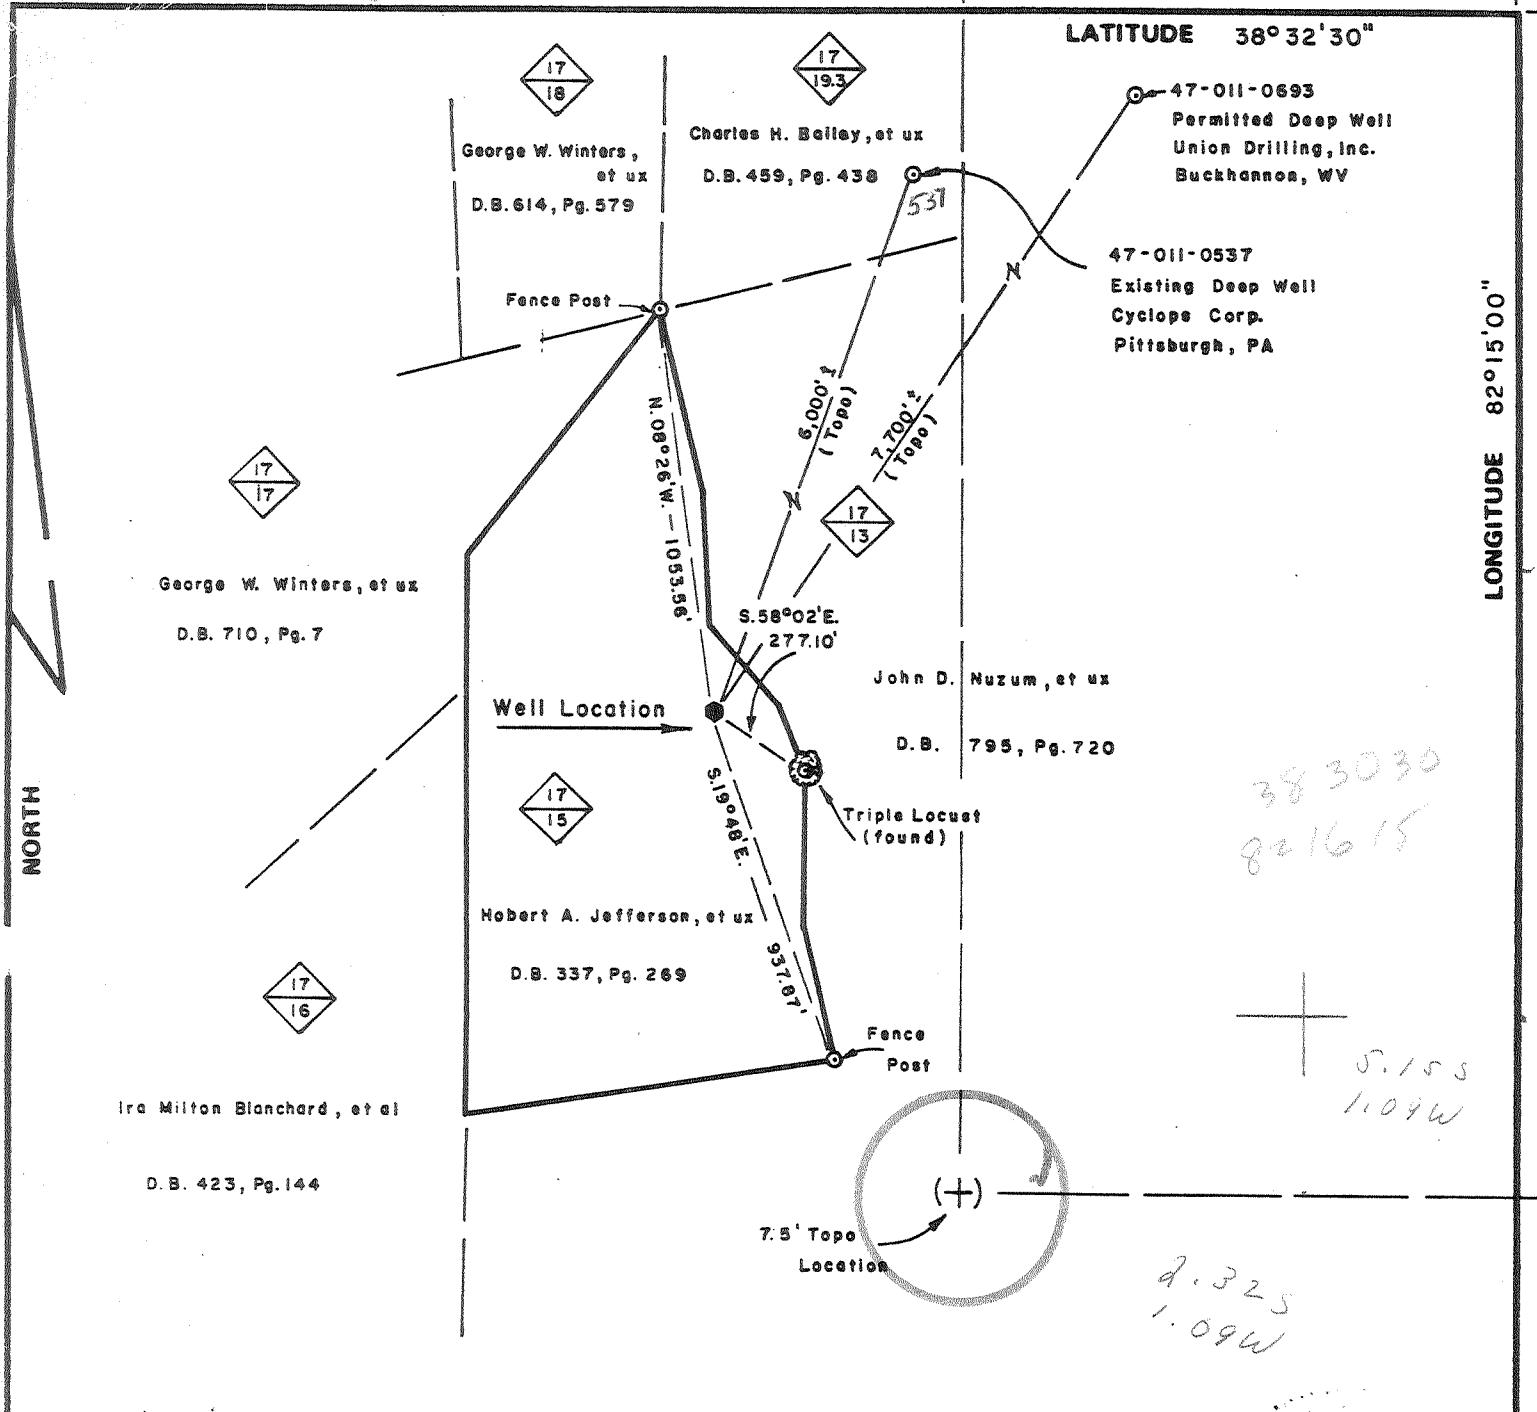 LATITUDE 38° 32' 30"
17
18
17
19.3
47-011-0693
Permitted Deep Well
Union Drilling, Inc.
Buckhannon, WV
George W. Winters,
et ux
D.B. 614, Pg. 579
Charles H. Bailey, et ux
D.B. 459, Pg. 438
537
47-011-0537
Existing Deep Well
Cyclops Corp.
Pittsburgh, PA
LONGITUDE 82° 15' 00"
Fence Post
N
6,000' ±
(Topo)
7,700' ±
(Topo)
N
N. 08° 26' W. — 1053.56'
17
17
17
13
George W. Winters, et ux
D.B. 710, Pg. 7
S. 58° 02' E.
277.10'
John D. Nuzum, et ux
D.B. 795, Pg. 720
Well Location
NORTH
17
15
S. 19° 48' E. — 937.87'
Triple Locust
(found)
383030
821615
Hobert A. Jefferson, et ux
D.B. 337, Pg. 269
17
16
Fence
Post
5.15 S
1.09 W
Ira Milton Blanchard, et al
D.B. 423, Pg. 144
(+)
7.5' Topo
Location
2.32 S
1.09 W